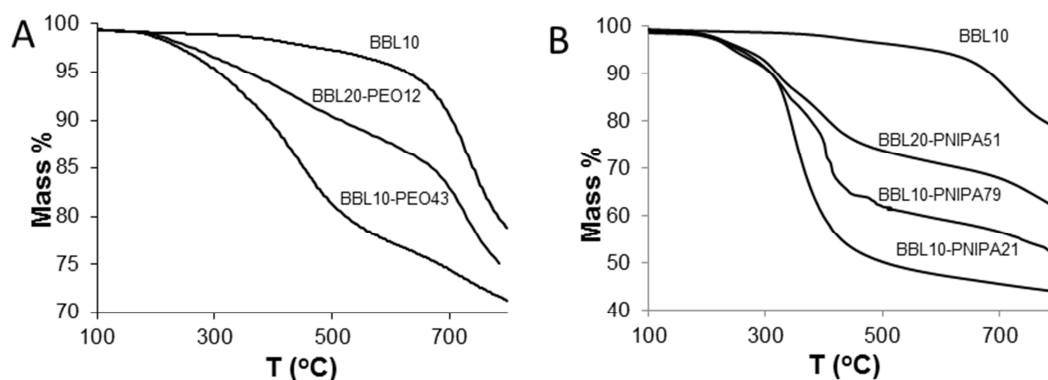 A
100
95
90
85
80
75
70
Mass %
BBL10
BBL20-PEO12
BBL10-PEO43
100
300
500
700
T (°C)
B
100
90
80
70
60
50
40
Mass %
BBL10
BBL20-PNIPA51
BBL10-PNIPA79
BBL10-PNIPA21
100
300
500
700
T (°C)